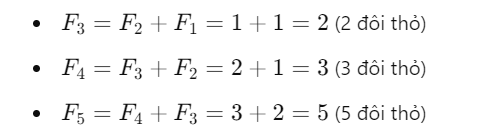 • F₃ = F₂ + F₁ = 1 + 1 = 2 (2 đôi thỏ)
• F₄ = F₃ + F₂ = 2 + 1 = 3 (3 đôi thỏ)
• F₅ = F₄ + F₃ = 3 + 2 = 5 (5 đôi thỏ)